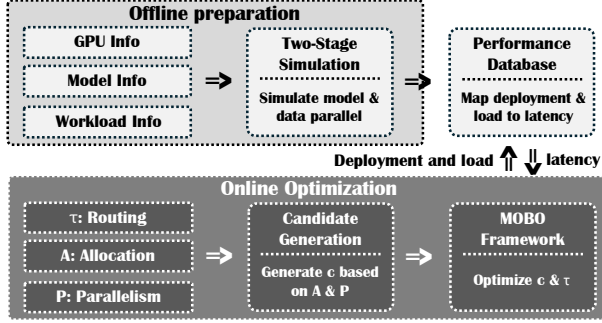 Offline preparation
GPU Info
Model Info
Workload Info
⇒
Two-Stage
Simulation
Simulate model &
data parallel
⇒
Performance
Database
Map deployment &
load to latency
Deployment and load ⇑ ⇓ latency
Online Optimization
τ: Routing
A: Allocation
P: Parallelism
⇒
Candidate
Generation
Generate c based
on A & P
⇒
MOBO
Framework
Optimize c & τ